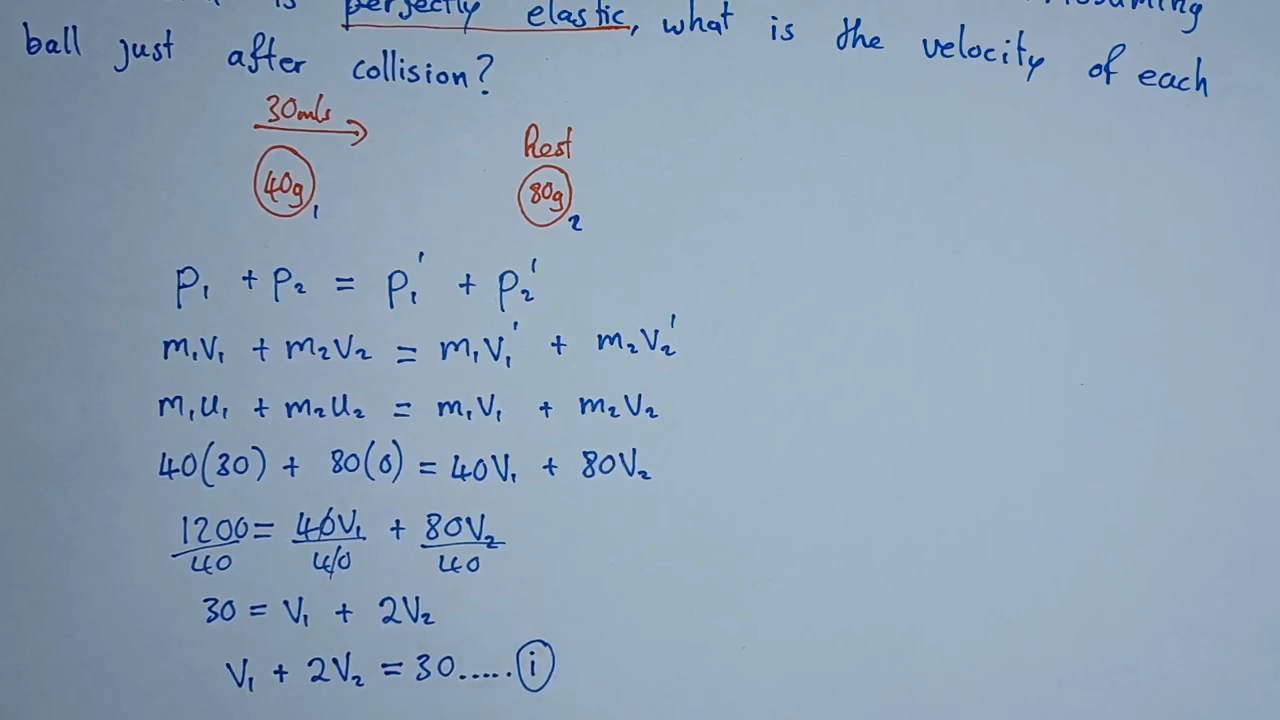 is perfectly elastic, what is the velocity of each
ball just after collision?
30m/s
Rest
40g 1
80g 2
P₁ + P₂ = P₁' + P₂'
m₁V₁ + m₂V₂ = m₁V₁' + m₂V₂'
m₁u₁ + m₂u₂ = m₁V₁ + m₂V₂
40(30) + 80(0) = 40V₁ + 80V₂
1200/40 = 40V₁/40 + 80V₂/40
30 = V₁ + 2V₂
V₁ + 2V₂ = 30.....(i)